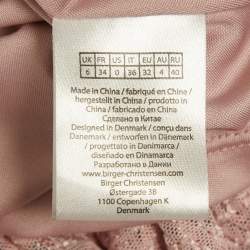 UK EU US IT EU AU RU
6 34 0 36 32 4 40
Made in China / fabriqué en
Chine / fabricado en China /
hergestellt in China / prodotto
in China / gjort i Kina
Сделано в Китае
Designed in Denmark / conçu dans
Danemark / entworfen in Dänemark
/ progettato in Danimarca /
diseñado en Dinamarca
Разработано в Дании
www.birger-christensen.com
Birger Christensen
Østergade 38
1100 Copenhagen K
Denmark